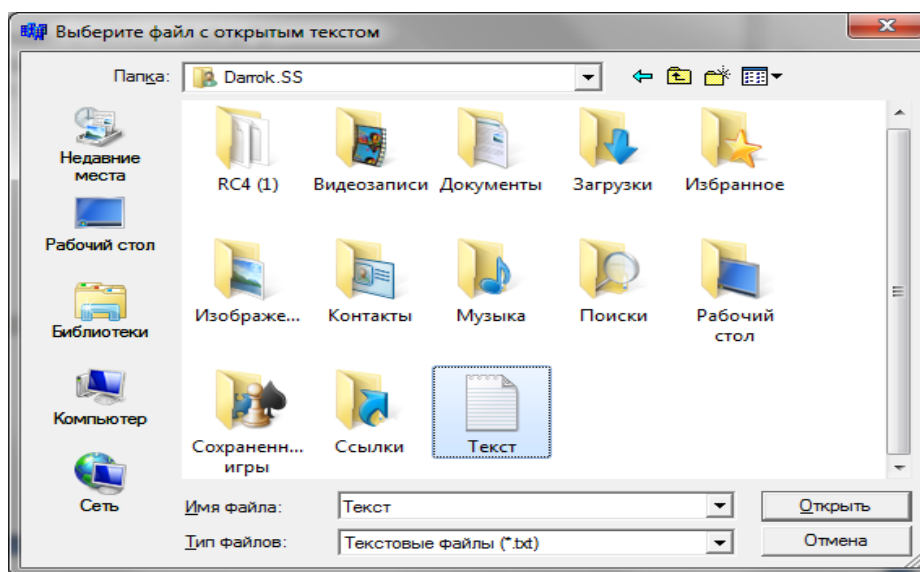 Выберите файл с открытым текстом
Папка: Darrok.SS
Недавние места
Рабочий стол
Библиотеки
Компьютер
Сеть
RC4 (1) Видеозаписи Документы Загрузки Избранное
Изображе... Контакты Музыка Поиски Рабочий стол
Сохраненн... игры Ссылки Текст
Имя файла: Текст Открыть
Тип файлов: Текстовые файлы (*.txt) Отмена